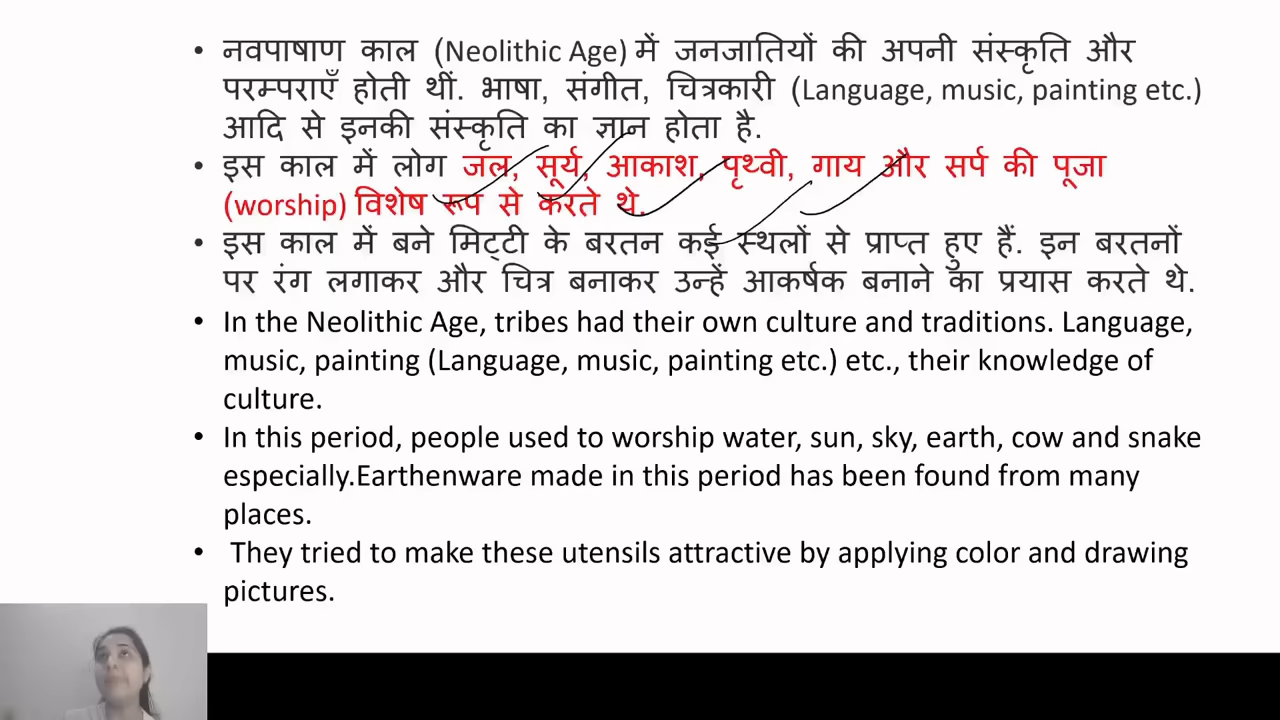 • नवपाषाण काल (Neolithic Age) में जनजातियों की अपनी संस्कृति और
परम्पराएँ होती थीं. भाषा, संगीत, चित्रकारी (Language, music, painting etc.)
आदि से इनकी संस्कृति का ज्ञान होता है.
• इस काल में लोग जल, सूर्य, आकाश, पृथ्वी, गाय और सर्प की पूजा
(worship) विशेष रूप से करते थे.
• इस काल में बने मिट्टी के बरतन कई स्थलों से प्राप्त हुए हैं. इन बरतनों
पर रंग लगाकर और चित्र बनाकर उन्हें आकर्षक बनाने का प्रयास करते थे.
• In the Neolithic Age, tribes had their own culture and traditions. Language,
music, painting (Language, music, painting etc.) etc., their knowledge of
culture.
• In this period, people used to worship water, sun, sky, earth, cow and snake
especially.Earthenware made in this period has been found from many
places.
• They tried to make these utensils attractive by applying color and drawing
pictures.